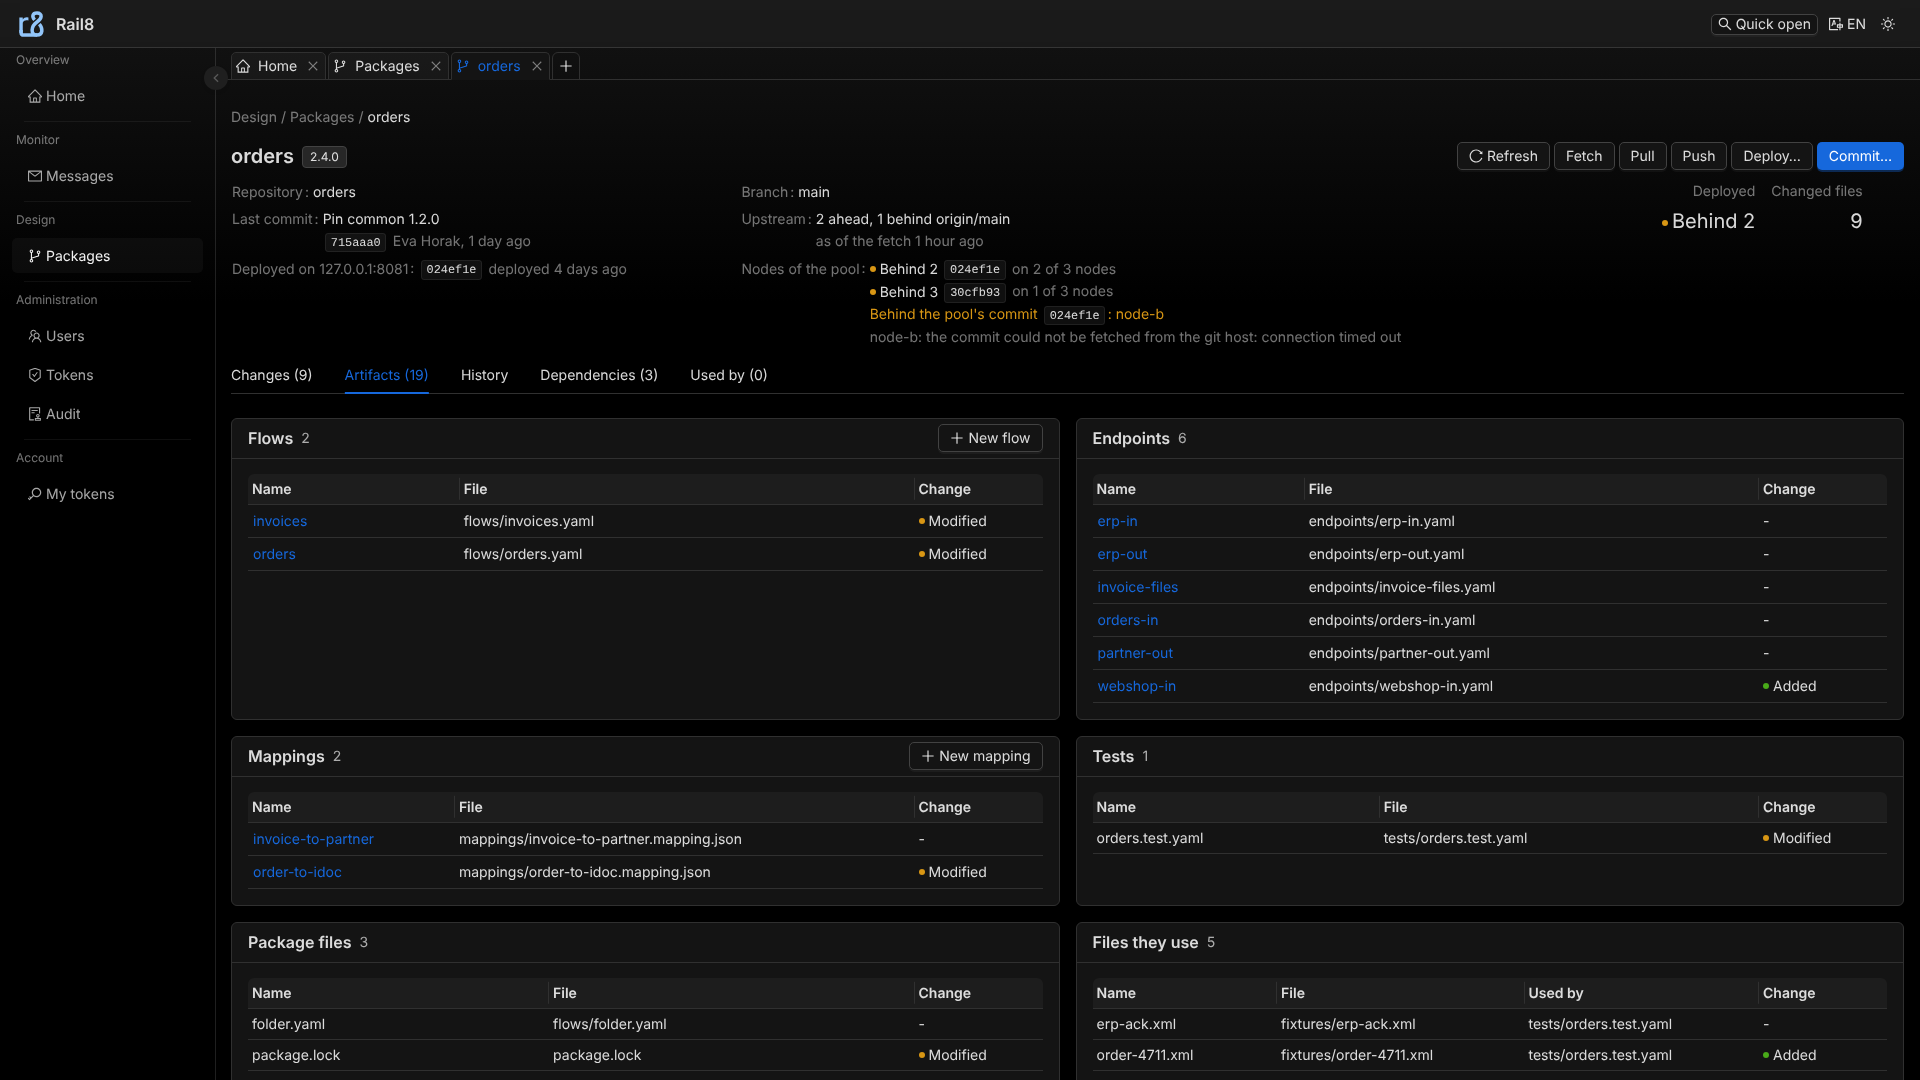 r8 Rail8
Quick open
EN
Overview
Home
Monitor
Messages
Design
Packages
Administration
Users
Tokens
Audit
Account
My tokens
Home
Packages
orders
Design / Packages / orders
orders 2.4.0
Refresh Fetch Pull Push Deploy... Commit...
Repository: orders
Branch: main
Deployed Changed files
Behind 2 9
Last commit: Pin common 1.2.0
715aaa0 Eva Horak, 1 day ago
Upstream: 2 ahead, 1 behind origin/main
as of the fetch 1 hour ago
Deployed on 127.0.0.1:8081: 024ef1e deployed 4 days ago
Nodes of the pool: Behind 2 024ef1e on 2 of 3 nodes
Behind 3 30cfb93 on 1 of 3 nodes
Behind the pool's commit 024ef1e : node-b
node-b: the commit could not be fetched from the git host: connection timed out
Changes (9) Artifacts (19) History Dependencies (3) Used by (0)
Flows 2
New flow
Name File Change
invoices flows/invoices.yaml Modified
orders flows/orders.yaml Modified
Endpoints 6
Name File Change
erp-in endpoints/erp-in.yaml -
erp-out endpoints/erp-out.yaml -
invoice-files endpoints/invoice-files.yaml -
orders-in endpoints/orders-in.yaml -
partner-out endpoints/partner-out.yaml -
webshop-in endpoints/webshop-in.yaml Added
Mappings 2
New mapping
Name File Change
invoice-to-partner mappings/invoice-to-partner.mapping.json -
order-to-idoc mappings/order-to-idoc.mapping.json Modified
Tests 1
Name File Change
orders.test.yaml tests/orders.test.yaml Modified
Package files 3
Name File Change
folder.yaml flows/folder.yaml -
package.lock package.lock Modified
Files they use 5
Name File Used by Change
erp-ack.xml fixtures/erp-ack.xml tests/orders.test.yaml -
order-4711.xml fixtures/order-4711.xml tests/orders.test.yaml Added